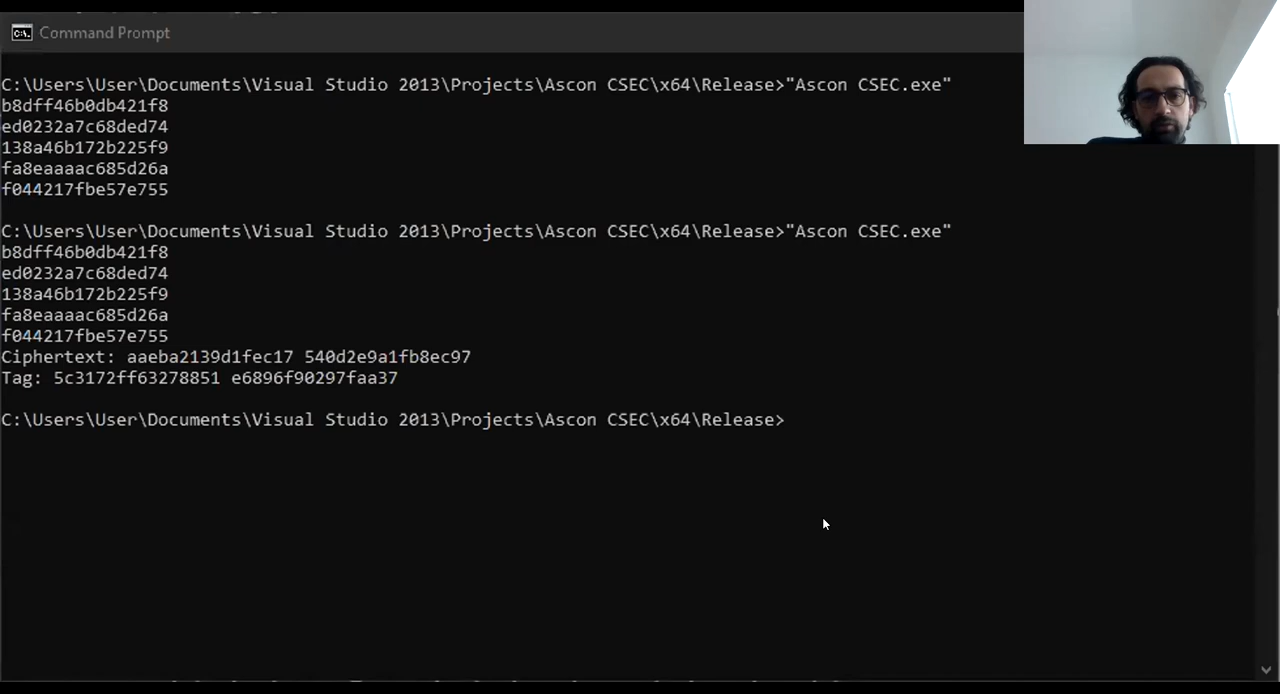 Command Prompt
C:\Users\User\Documents\Visual Studio 2013\Projects\Ascon CSEC\x64\Release>"Ascon CSEC.exe"
b8dff46b0db421f8
ed0232a7c68ded74
138a46b172b225f9
fa8eaaaac685d26a
f044217fbe57e755
C:\Users\User\Documents\Visual Studio 2013\Projects\Ascon CSEC\x64\Release>"Ascon CSEC.exe"
b8dff46b0db421f8
ed0232a7c68ded74
138a46b172b225f9
fa8eaaaac685d26a
f044217fbe57e755
Ciphertext: aaeba2139d1fec17 540d2e9a1fb8ec97
Tag: 5c3172ff63278851 e6896f90297faa37
C:\Users\User\Documents\Visual Studio 2013\Projects\Ascon CSEC\x64\Release>